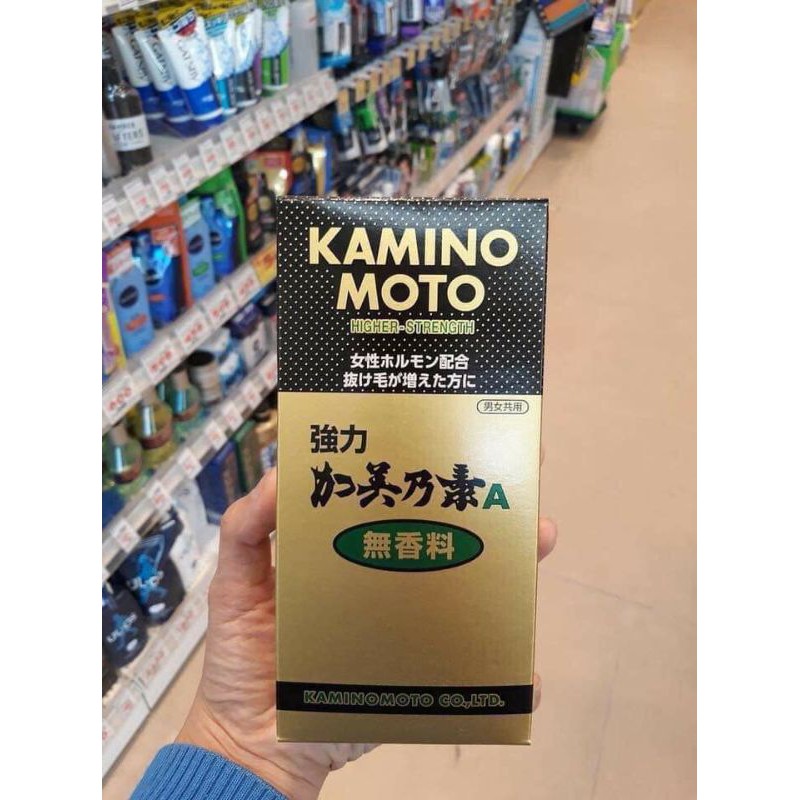 KAMINO
MOTO
HIGHER-STRENGTH
女性ホルモン配合
抜け毛が増えた方に
男女共用
強力
加美乃素A
無香料
KAMINOMOTO CO.,LTD.
GATSBY